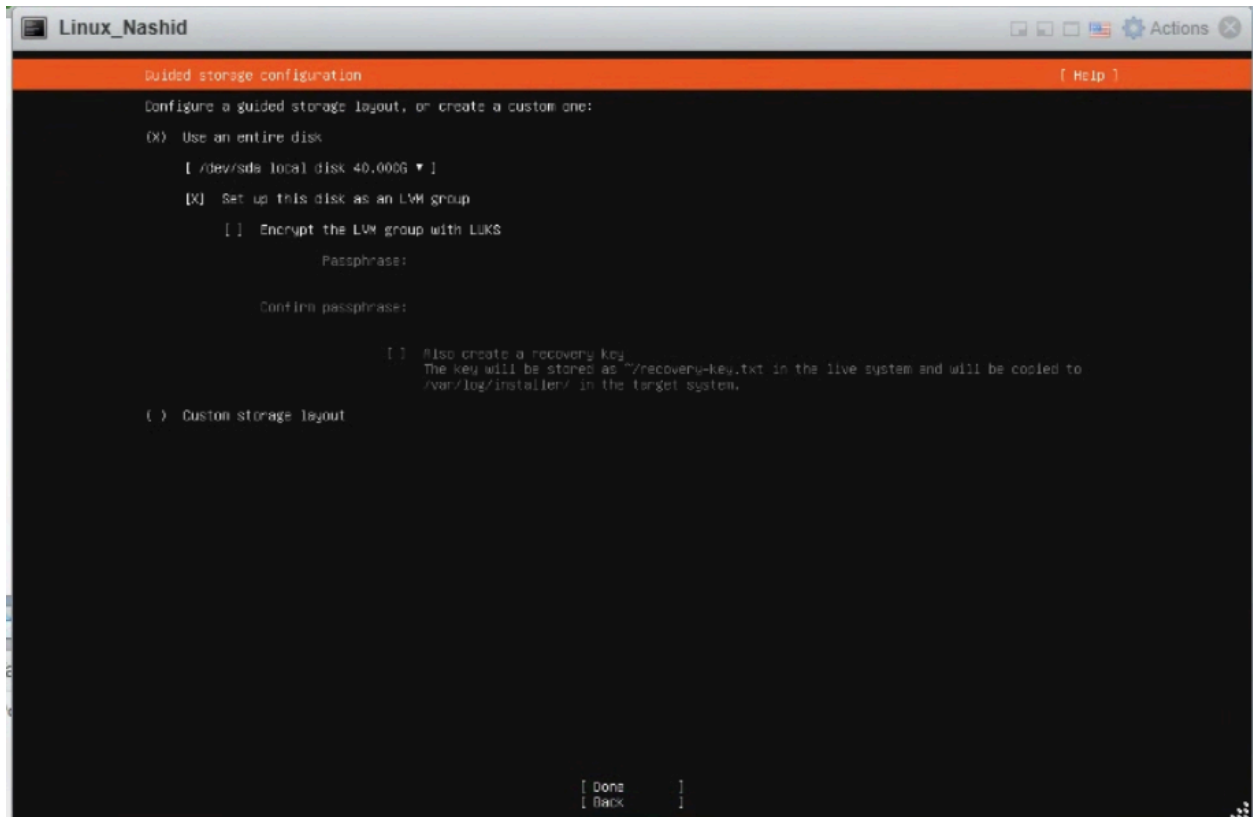 Linux_Nashid
Actions
Guided storage configuration [ Help ]
Configure a guided storage layout, or create a custom one:
(X) Use an entire disk
[ /dev/sda local disk 40.000G ▼ ]
[X] Set up this disk as an LVM group
[ ] Encrypt the LVM group with LUKS
Passphrase:
Confirm passphrase:
[ ] Also create a recovery key
The key will be stored as ~/recovery-key.txt in the live system and will be copied to
/var/log/installer/ in the target system.
( ) Custom storage layout
[ Done ]
[ Back ]